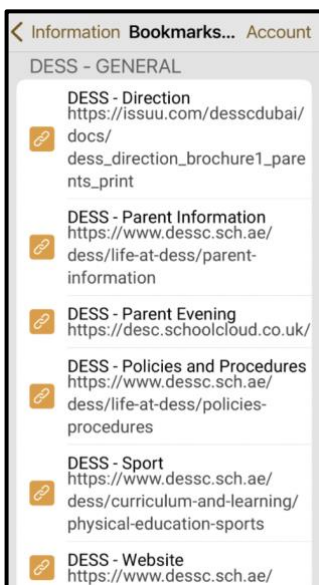 Information Bookmarks... Account
DESS - GENERAL
DESS - Direction
https://issuu.com/desscdubai/
docs/
dess_direction_brochure1_pare
nts_print
DESS - Parent Information
https://www.dessc.sch.ae/
dess/life-at-dess/parent-
information
DESS - Parent Evening
https://desc.schoolcloud.co.uk/
DESS - Policies and Procedures
https://www.dessc.sch.ae/
dess/life-at-dess/policies-
procedures
DESS - Sport
https://www.dessc.sch.ae/
dess/curriculum-and-learning/
physical-education-sports
DESS - Website
https://www.dessc.sch.ae/